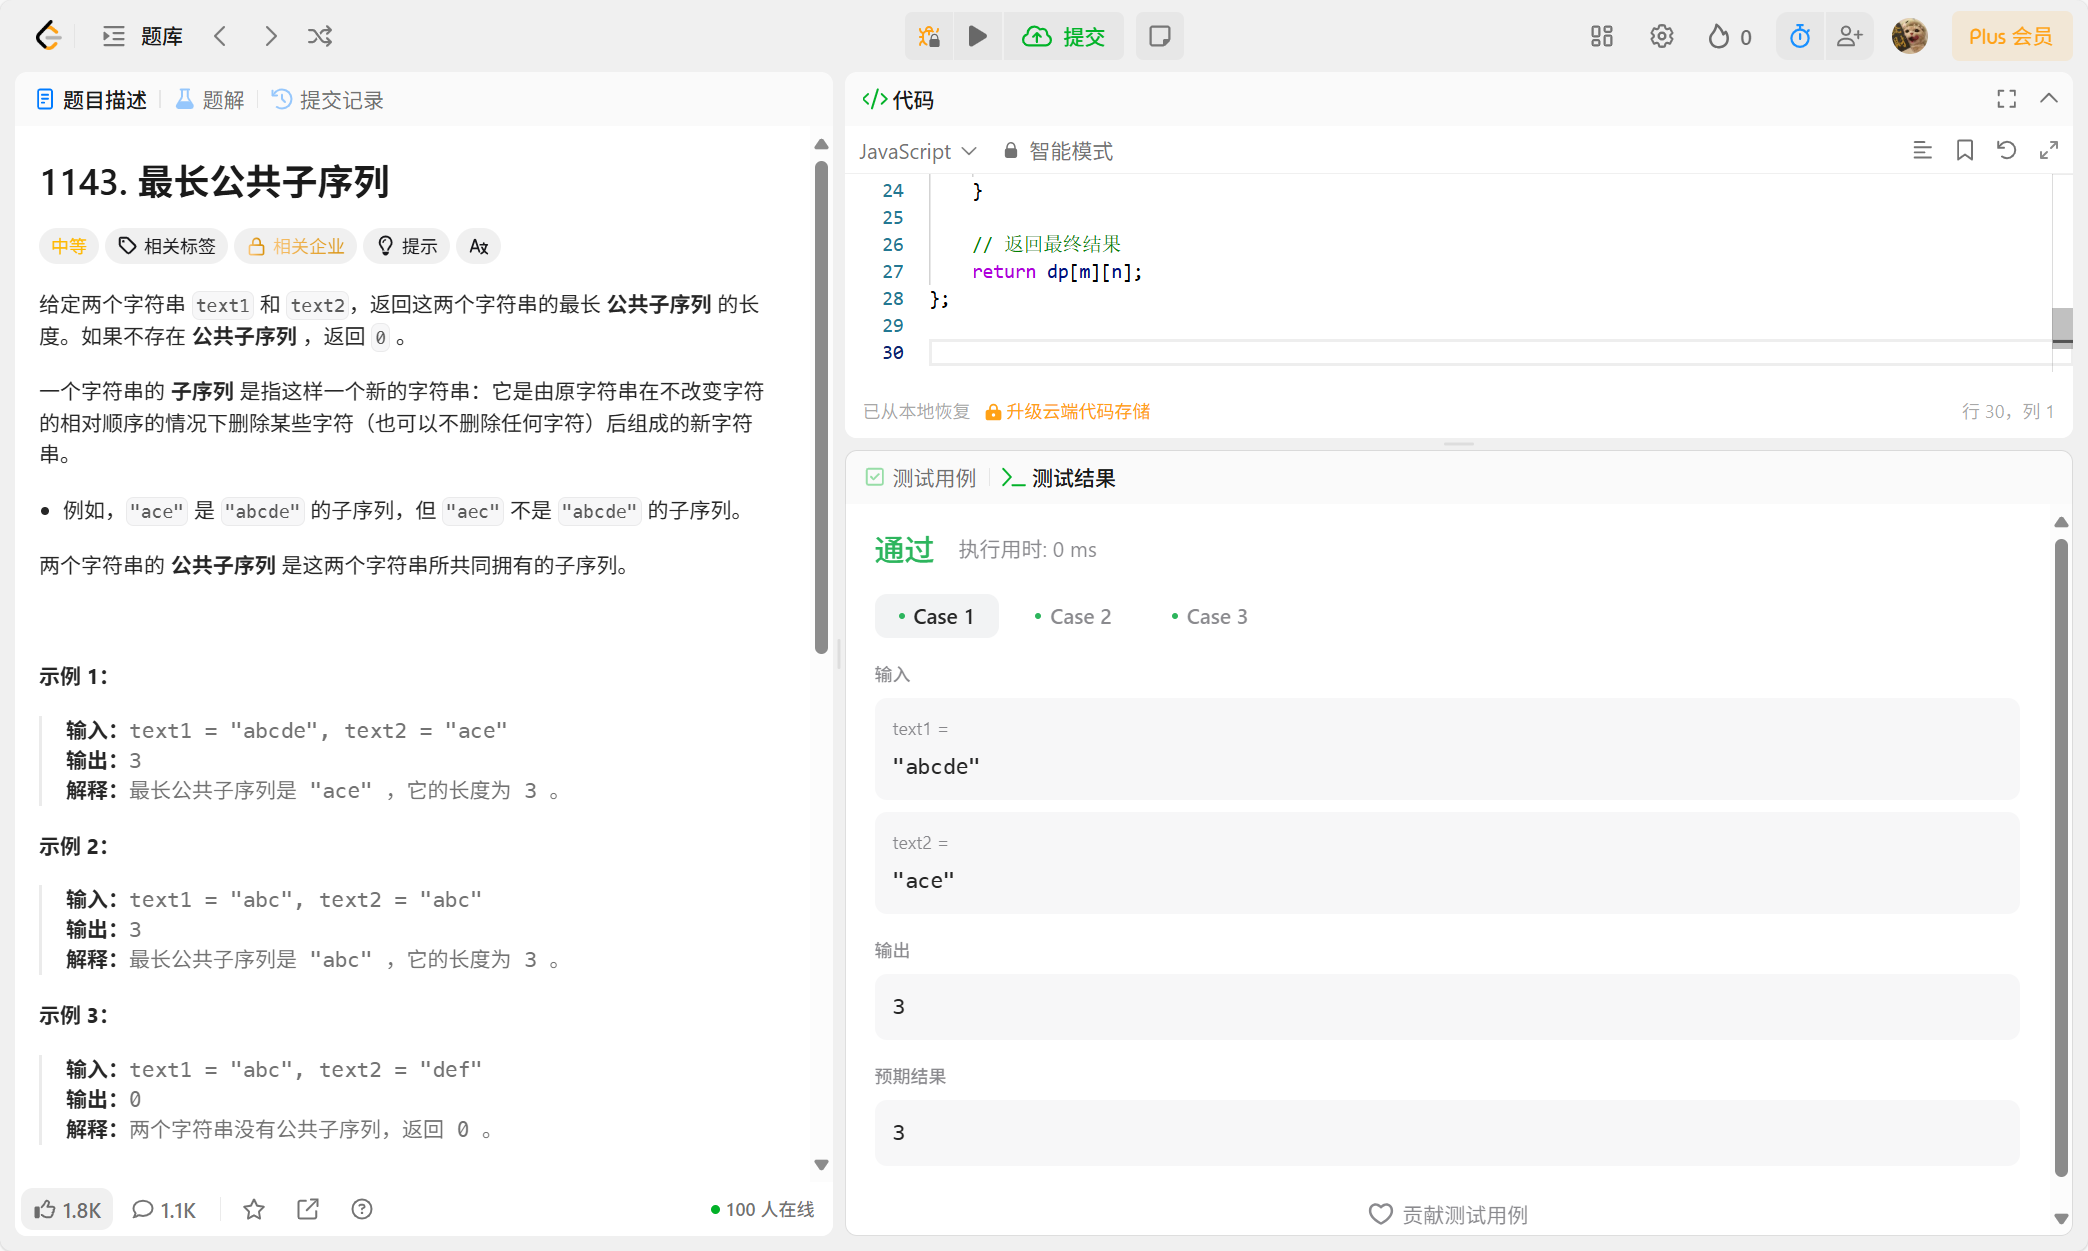 题库
提交
0
Plus 会员
题目描述
题解
提交记录
1143. 最长公共子序列
中等
相关标签
相关企业
提示
给定两个字符串 text1 和 text2，返回这两个字符串的最长 公共子序列 的长
度。如果不存在 公共子序列 ，返回 0 。
一个字符串的 子序列 是指这样一个新的字符串：它是由原字符串在不改变字符
的相对顺序的情况下删除某些字符（也可以不删除任何字符）后组成的新字符
串。
• 例如，"ace" 是 "abcde" 的子序列，但 "aec" 不是 "abcde" 的子序列。
两个字符串的 公共子序列 是这两个字符串所共同拥有的子序列。
示例 1：
输入：text1 = "abcde", text2 = "ace"
输出：3
解释：最长公共子序列是 "ace" ，它的长度为 3 。
示例 2：
输入：text1 = "abc", text2 = "abc"
输出：3
解释：最长公共子序列是 "abc" ，它的长度为 3 。
示例 3：
输入：text1 = "abc", text2 = "def"
输出：0
解释：两个字符串没有公共子序列，返回 0 。
1.8K
1.1K
100 人在线
</> 代码
JavaScript
智能模式
24 }
25
26 // 返回最终结果
27 return dp[m][n];
28 };
29
30
已从本地恢复
升级云端代码存储
行 30，列 1
测试用例
测试结果
通过
执行用时: 0 ms
• Case 1
• Case 2
• Case 3
输入
text1 =
"abcde"
text2 =
"ace"
输出
3
预期结果
3
贡献测试用例